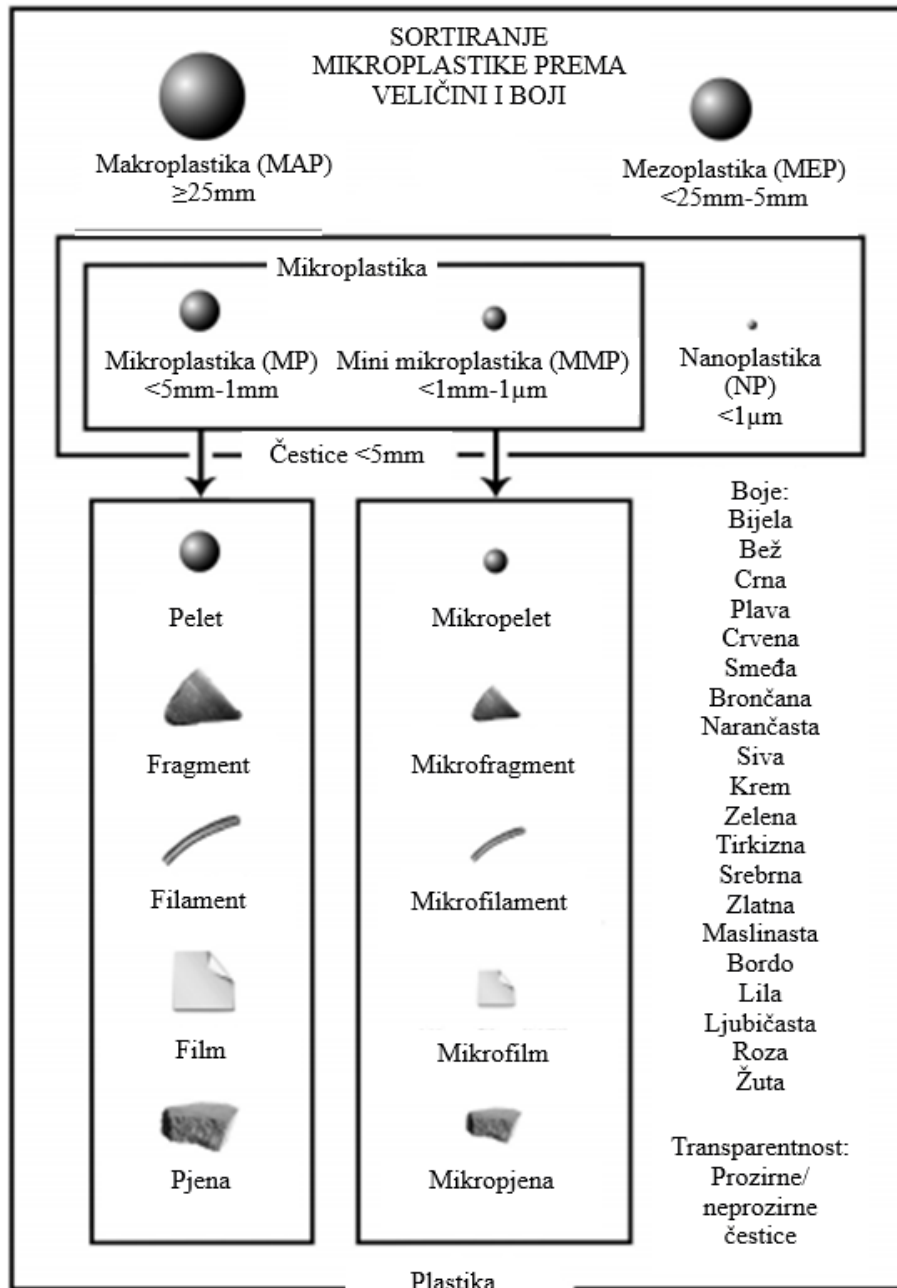 SORTIRANJE
MIKROPLASTIKE PREMA
VELIČINI I BOJI
Makroplastika (MAP)
≥25mm
Mezoplastika (MEP)
<25mm-5mm
Mikroplastika
Mikroplastika (MP)
<5mm-1mm
Mini mikroplastika (MMP)
<1mm-1µm
Nanoplastika
(NP)
<1µm
Čestice <5mm
Pelet
Fragment
Filament
Film
Pjena
Mikropelet
Mikrofragment
Mikrofilament
Mikrofilm
Mikropjena
Boje:
Bijela
Bež
Crna
Plava
Crvena
Smeđa
Brončana
Narančasta
Siva
Krem
Zelena
Tirkizna
Srebrna
Zlatna
Maslinasta
Bordo
Lila
Ljubičasta
Roza
Žuta
Transparentnost:
Prozirne/
neprozirne
čestice
Plastika